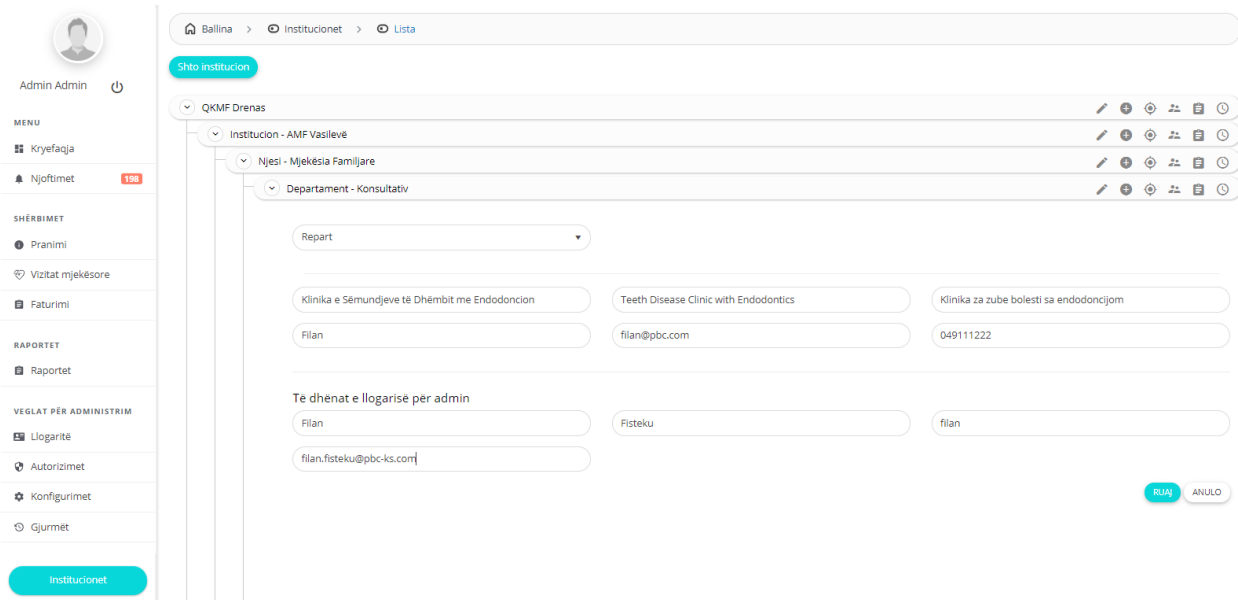 Ballina > Institucionet > Lista
Shto institucion
Admin Admin
MENU
Kryefaqja
Njoftimet 198
SHËRBIMET
Pranimi
Vizitat mjekësore
Faturimi
RAPORTET
Raportet
VEGLAT PËR ADMINISTRIM
Llogaritë
Autorizimet
Konfigurimet
Gjurmët
Institucionet
QKMF Drenas
Institucion - AMF Vasilevë
Njesi - Mjekësia Familjare
Departament - Konsultativ
Repart
Klinika e Sëmundjeve të Dhëmbit me Endodoncion Teeth Disease Clinic with Endodontics Klinika za zube bolesti sa endodoncijom
Filan filan@pbc.com 049111222
Të dhënat e llogarisë për admin
Filan Fisteku filan
filan.fisteku@pbc-ks.com
RUAJ ANULO